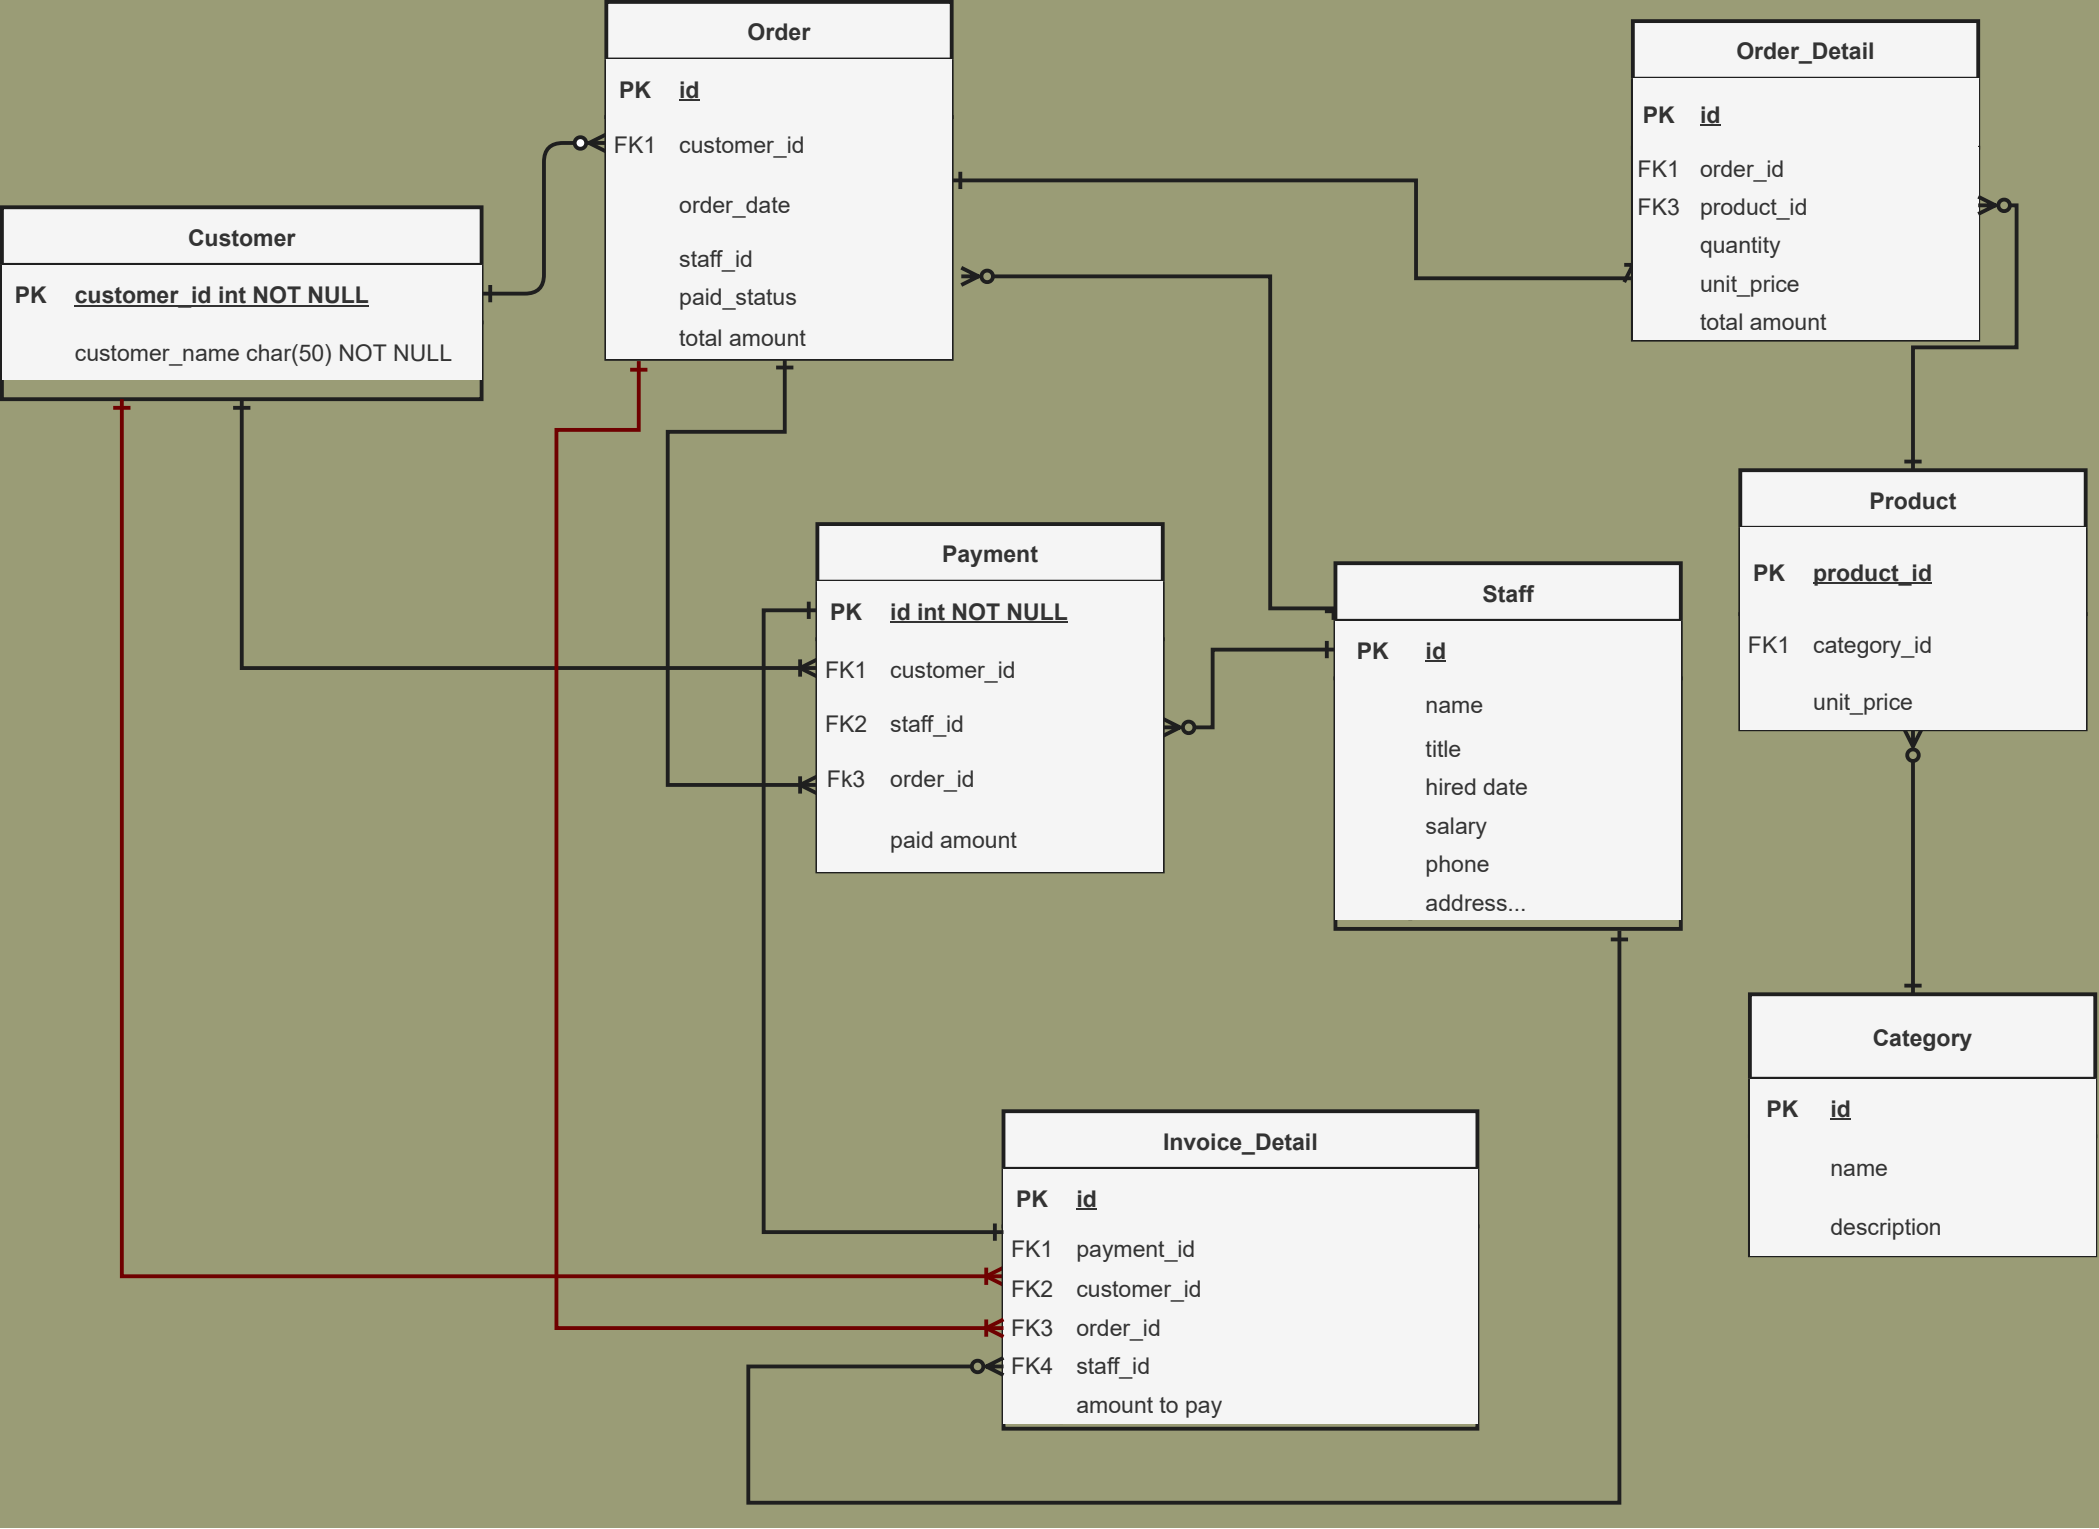 Order
PK id
FK1 customer_id
order_date
staff_id
paid_status
total amount
Order_Detail
PK id
FK1 order_id
FK3 product_id
quantity
unit_price
total amount
Customer
PK customer_id int NOT NULL
customer_name char(50) NOT NULL
Payment
PK id int NOT NULL
FK1 customer_id
FK2 staff_id
Fk3 order_id
paid amount
Staff
PK id
name
title
hired date
salary
phone
address...
Product
PK product_id
FK1 category_id
unit_price
Category
PK id
name
description
Invoice_Detail
PK id
FK1 payment_id
FK2 customer_id
FK3 order_id
FK4 staff_id
amount to pay